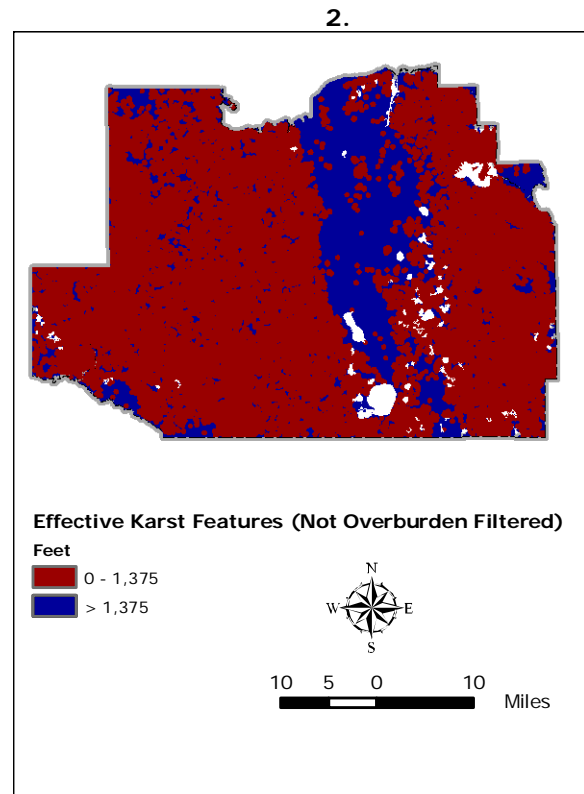 2.
Effective Karst Features (Not Overburden Filtered)
Feet
0 - 1,375
> 1,375
N
W E
S
10 5 0 10
Miles